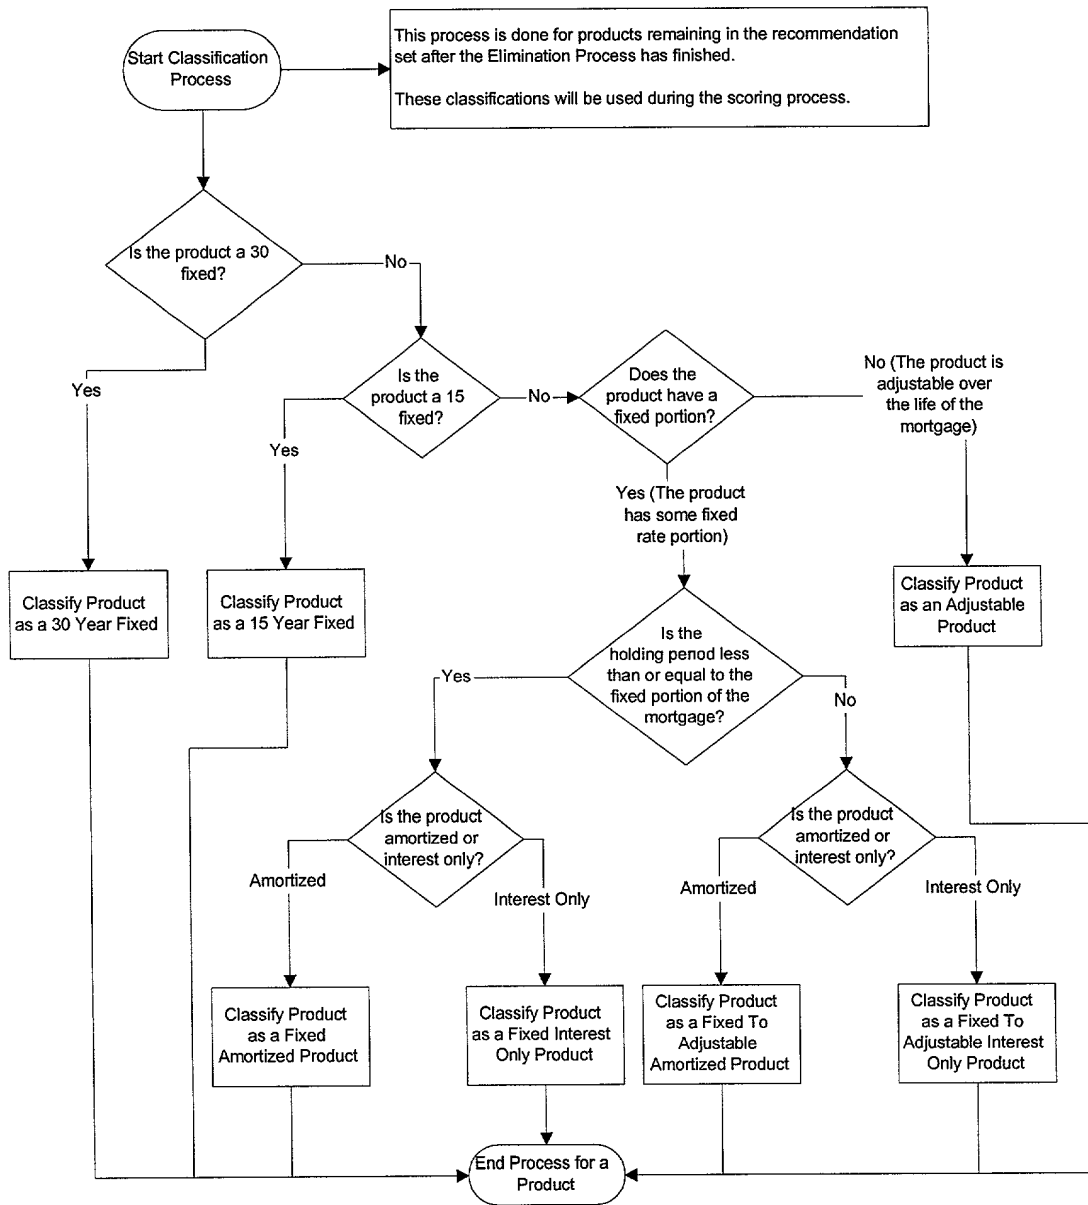 Start Classification
Process
This process is done for products remaining in the recommendation
set after the Elimination Process has finished.
These classifications will be used during the scoring process.
Is the product a 30
fixed?
No
Yes
Is the
product a 15
fixed?
No
Yes
Does the
product have a
fixed portion?
No (The product is
adjustable over
the life of the
mortgage)
Yes (The product
has some fixed
rate portion)
Classify Product
as a 30 Year Fixed
Classify Product
as a 15 Year Fixed
Classify Product
as an Adjustable
Product
Is the
holding period less
than or equal to the
fixed portion of the
mortgage?
Yes
No
Is the product
amortized or
interest only?
Amortized
Interest Only
Is the product
amortized or
interest only?
Amortized
Interest Only
Classify Product
as a Fixed
Amortized Product
Classify Product
as a Fixed Interest
Only Product
Classify Product
as a Fixed To
Adjustable
Amortized Product
Classify Product
as a Fixed To
Adjustable Interest
Only Product
End Process for a
Product